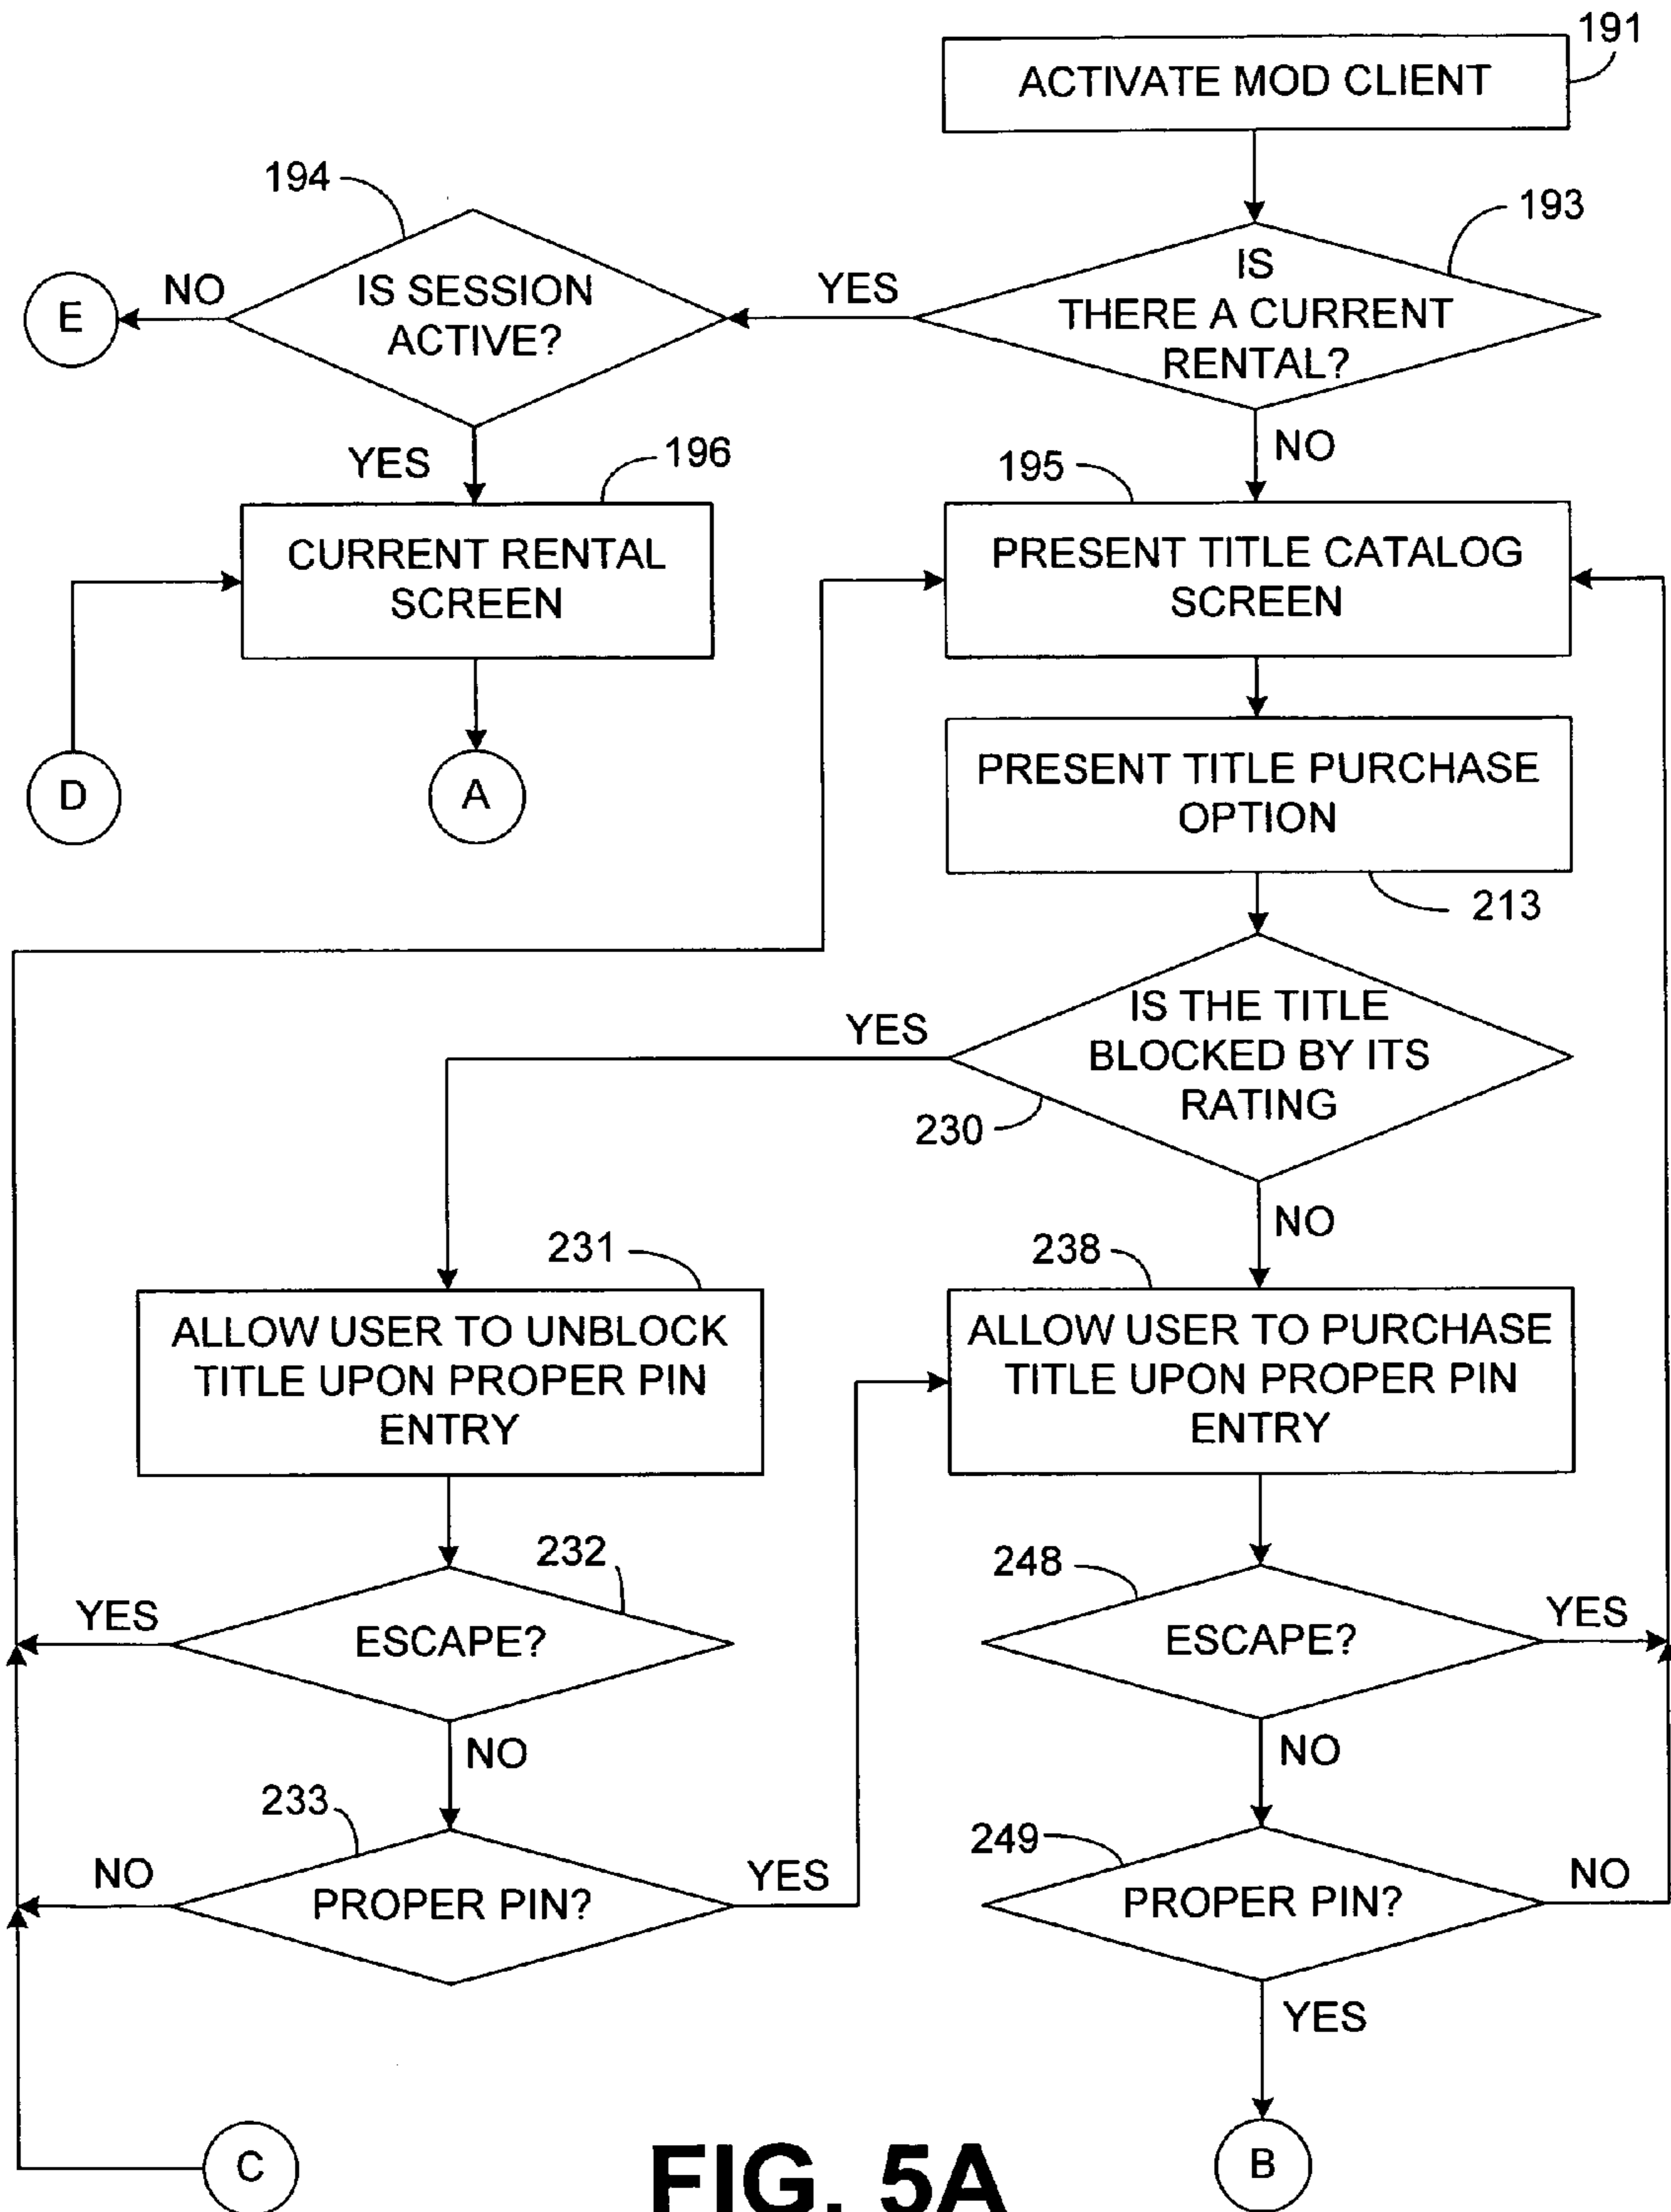 191
ACTIVATE MOD CLIENT
194
193
IS
THERE A CURRENT
RENTAL?
YES
IS SESSION
ACTIVE?
NO
E
YES
NO
196
195
CURRENT RENTAL
SCREEN
PRESENT TITLE CATALOG
SCREEN
D
A
PRESENT TITLE PURCHASE
OPTION
213
IS THE TITLE
BLOCKED BY ITS
RATING
YES
230
NO
231
238
ALLOW USER TO UNBLOCK
TITLE UPON PROPER PIN
ENTRY
ALLOW USER TO PURCHASE
TITLE UPON PROPER PIN
ENTRY
232
248
YES
ESCAPE?
ESCAPE?
YES
NO
NO
233
249
NO
PROPER PIN?
YES
PROPER PIN?
NO
YES
C
B
FIG. 5A